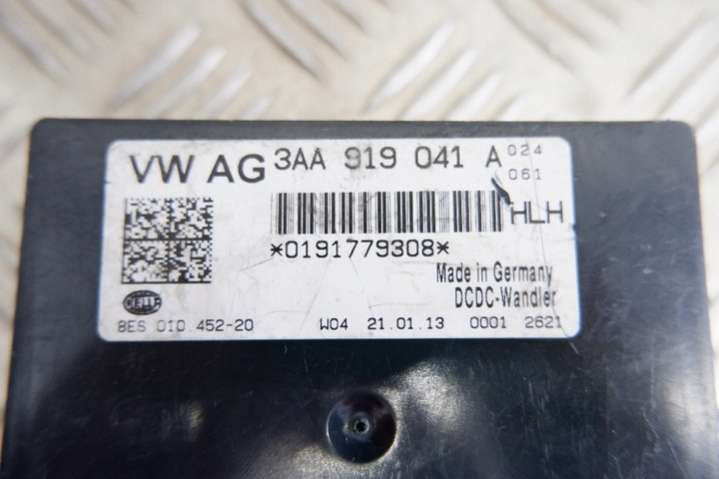 VW AG 3AA 919 041 A 024
061
HLH
*0191779308*
Made in Germany
DCDC-Wandler
HELLA
8ES 010 452-20 W04 21.01.13 0001 2621